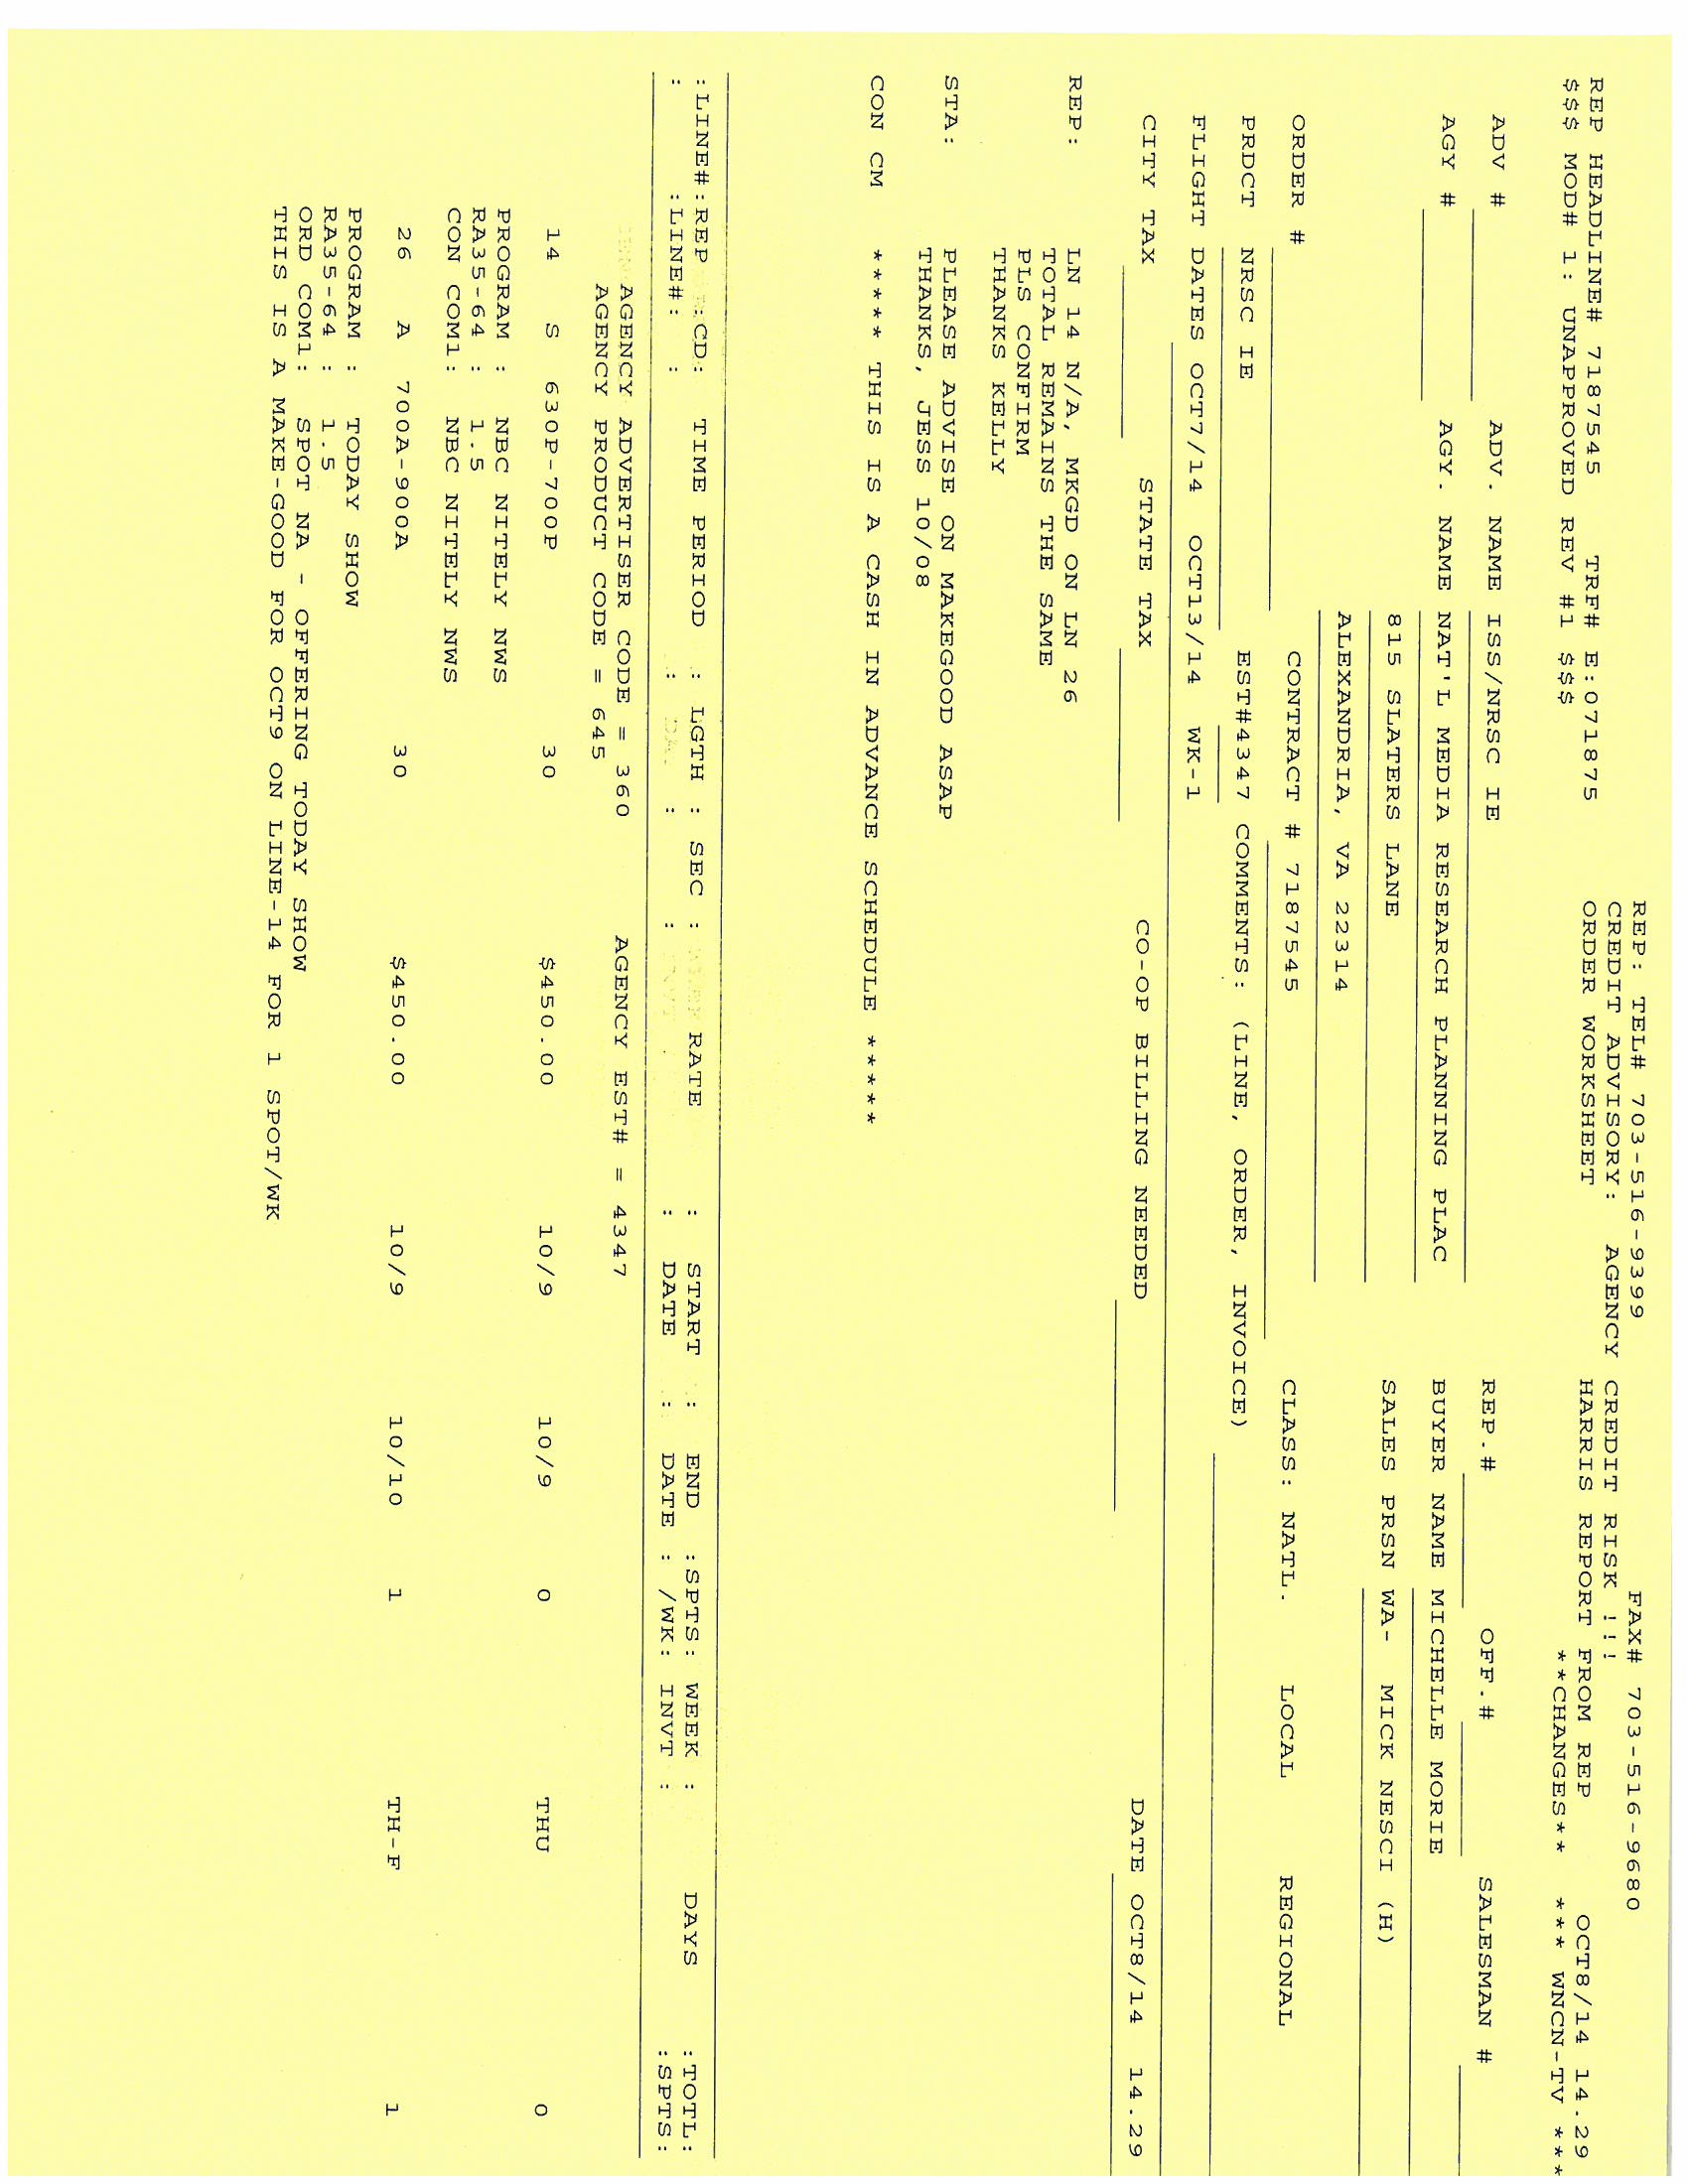 REP: TEL# 703-516-9399 FAX# 703-516-9680
CREDIT ADVISORY: AGENCY CREDIT RISK !!!
REP HEADLINE# 7187545 TRF# E:071875 ORDER WORKSHEET HARRIS REPORT FROM REP OCT8/14 14.29
$$$ MOD# 1: UNAPPROVED REV #1 $$$ **CHANGES** *** WNCN-TV ***
ADV # ADV. NAME ISS/NRSC IE REP.# OFF.# SALESMAN #
AGY # AGY. NAME NAT'L MEDIA RESEARCH PLANNING PLAC BUYER NAME MICHELLE MORIE
815 SLATERS LANE SALES PRSN WA- MICK NESCI (H)
ALEXANDRIA, VA 22314
ORDER # CONTRACT # 7187545 CLASS: NATL. LOCAL REGIONAL
PRDCT NRSC IE EST#4347 COMMENTS: (LINE, ORDER, INVOICE)
FLIGHT DATES OCT7/14 OCT13/14 WK-1
CITY TAX STATE TAX CO-OP BILLING NEEDED DATE OCT8/14 14.29
REP: LN 14 N/A, MKGD ON LN 26
TOTAL REMAINS THE SAME
PLS CONFIRM
THANKS KELLY
STA: PLEASE ADVISE ON MAKEGOOD ASAP
THANKS, JESS 10/08
CON CM ***** THIS IS A CASH IN ADVANCE SCHEDULE *****
:LINE#:REP :CD: TIME PERIOD : LGTH : SEC : RATE : START : END :SPTS: WEEK : DAYS :TOTL:
: :LINE#: : : : : : DATE : DATE : /WK: INVT : :SPTS:
AGENCY ADVERTISER CODE = 360 AGENCY EST# = 4347
AGENCY PRODUCT CODE = 645
14 S 630P-700P 30 $450.00 10/9 10/9 0 THU 0
PROGRAM : NBC NITELY NWS
RA35-64 : 1.5
CON COM1: NBC NITELY NWS
26 A 700A-900A 30 $450.00 10/9 10/10 1 TH-F 1
PROGRAM : TODAY SHOW
RA35-64 : 1.5
ORD COM1: SPOT NA - OFFERING TODAY SHOW
THIS IS A MAKE-GOOD FOR OCT9 ON LINE-14 FOR 1 SPOT/WK